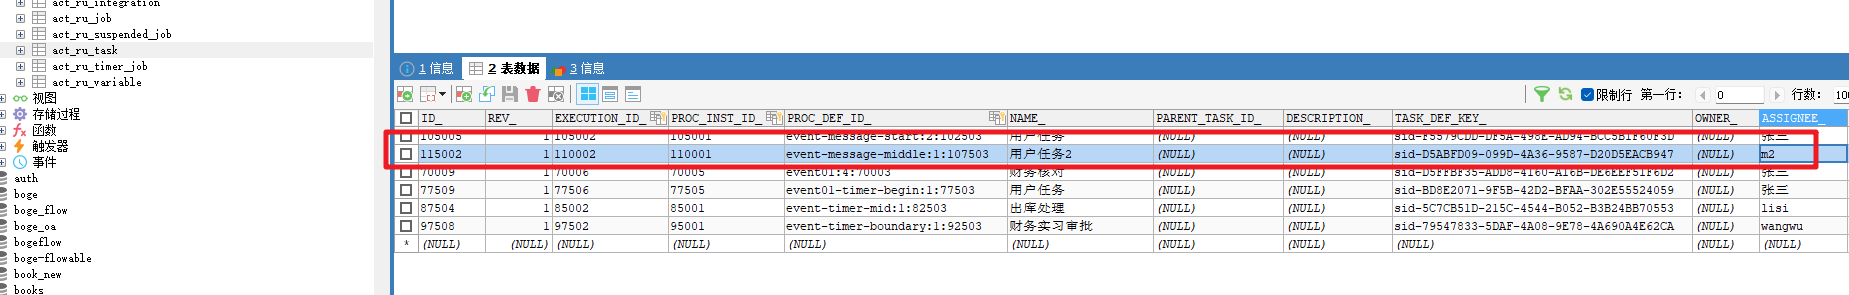 act_ru_integration
act_ru_job
act_ru_suspended_job
act_ru_task
act_ru_timer_job
act_ru_variable
视图
存储过程
函数
触发器
事件
auth
boge
boge_flow
boge_oa
bogeflow
boge-flowable
book_new
books
1 信息 2 表数据 3 信息
限制行 第一行: 0 行数: 100
ID_ REV_ EXECUTION_ID_ PROC_INST_ID_ PROC_DEF_ID_ NAME_ PARENT_TASK_ID_ DESCRIPTION_ TASK_DEF_KEY_ OWNER_ ASSIGNEE_
105005 1 105002 105001 event-message-start:2:102503 用户任务 (NULL) (NULL) sid-F5579CDD-DF5A-498E-AD94-BCC5B1F60F3D (NULL) 张三
115002 1 110002 110001 event-message-middle:1:107503 用户任务2 (NULL) (NULL) sid-D5ABFD09-099D-4A36-9587-D20D5EACB947 (NULL) m2
70009 1 70006 70005 event01:4:70003 财务核对 (NULL) (NULL) sid-D5FFBF35-ADD8-4160-A16B-DE6EEF51F6D2 (NULL) 张三
77509 1 77506 77505 event01-timer-begin:1:77503 用户任务 (NULL) (NULL) sid-BD8E2071-9F5B-42D2-BFAA-302E55524059 (NULL) 张三
87504 1 85002 85001 event-timer-mid:1:82503 出库处理 (NULL) (NULL) sid-5C7CB51D-215C-4544-B052-B3B24BB70553 (NULL) lisi
97508 1 97502 95001 event-timer-boundary:1:92503 财务实习审批 (NULL) (NULL) sid-79547833-5DAF-4A08-9E78-4A690A4E62CA (NULL) wangwu
* (NULL) (NULL) (NULL) (NULL) (NULL) (NULL) (NULL) (NULL) (NULL) (NULL) (NULL)